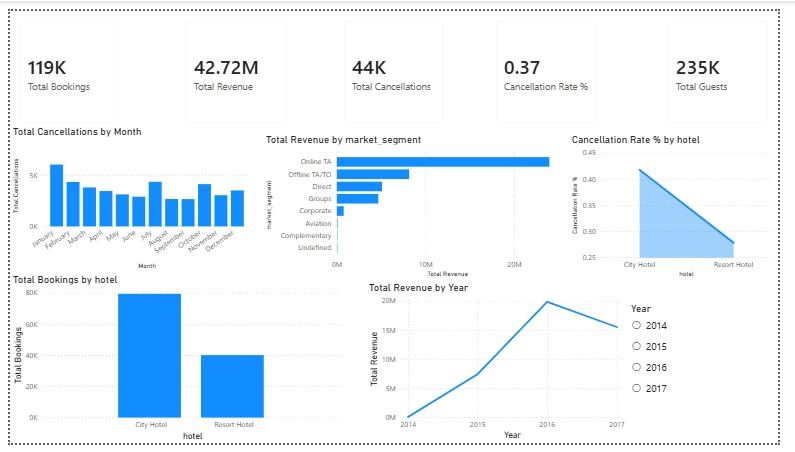 119K
Total Bookings
42.72M
Total Revenue
44K
Total Cancellations
0.37
Cancellation Rate %
235K
Total Guests
Total Cancellations by Month
Total Cancellations
5K
0K
January
February
March
April
May
June
July
August
September
October
November
December
Month
Total Revenue by market_segment
market_segment
Online TA
Offline TA/TO
Direct
Groups
Corporate
Aviation
Complementary
Undefined
0M
10M
20M
Total Revenue
Cancellation Rate % by hotel
Cancellation Rate %
0.45
0.40
0.35
0.30
0.25
City Hotel
Resort Hotel
hotel
Total Bookings by hotel
Total Bookings
80K
60K
40K
20K
0K
City Hotel
Resort Hotel
hotel
Total Revenue by Year
Total Revenue
20M
15M
10M
5M
0M
2014
2015
2016
2017
Year
Year
2014
2015
2016
2017